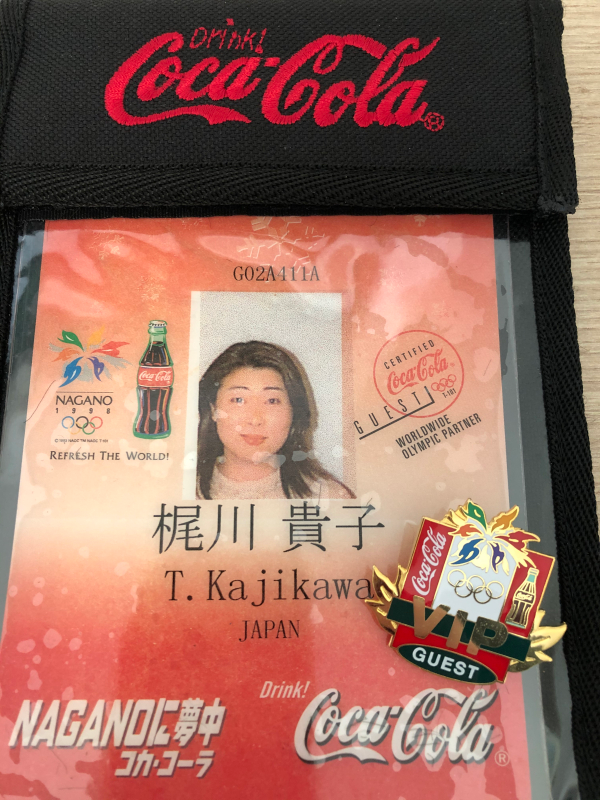 Drink!
Coca-Cola
G02A411A
NAGANO
1998
REFRESH THE WORLD!
Coca-Cola
CERTIFIED
Coca-Cola
T-101
GUEST
WORLDWIDE
OLYMPIC PARTNER
梶川 貴子
T.Kajikawa
JAPAN
Coca-Cola
VIP
GUEST
NAGANOに夢中
コカ・コーラ
Drink!
Coca-Cola®